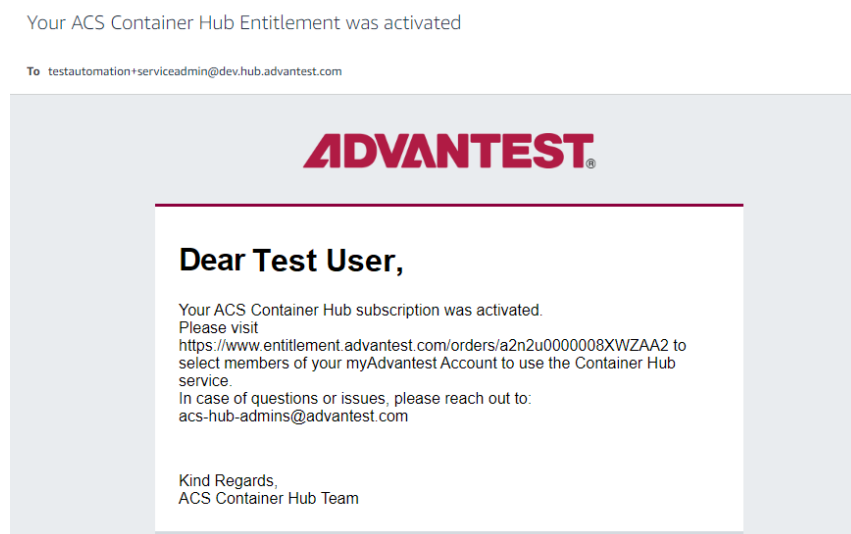 Your ACS Container Hub Entitlement was activated
To testautomation+serviceadmin@dev.hub.advantest.com
ADVANTEST®
Dear Test User,
Your ACS Container Hub subscription was activated.
Please visit
https://www.entitlement.advantest.com/orders/a2n2u0000008XWZAA2 to
select members of your myAdvantest Account to use the Container Hub
service.
In case of questions or issues, please reach out to:
acs-hub-admins@advantest.com
Kind Regards,
ACS Container Hub Team